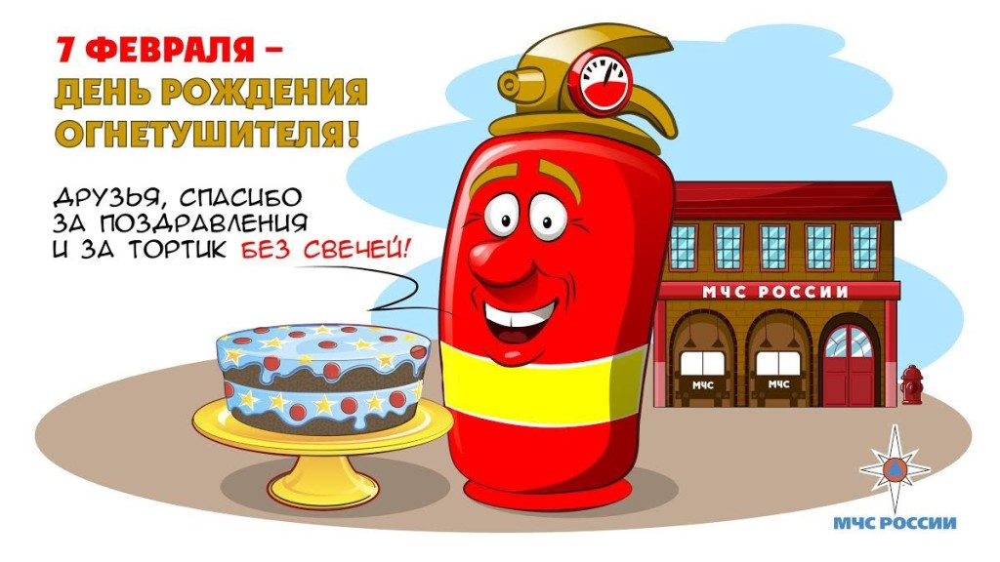 7 ФЕВРАЛЯ –
ДЕНЬ РОЖДЕНИЯ
ОГНЕТУШИТЕЛЯ!
ДРУЗЬЯ, СПАСИБО
ЗА ПОЗДРАВЛЕНИЯ
И ЗА ТОРТИК БЕЗ СВЕЧЕЙ!
МЧС РОССИИ
МЧС
МЧС
МЧС РОССИИ